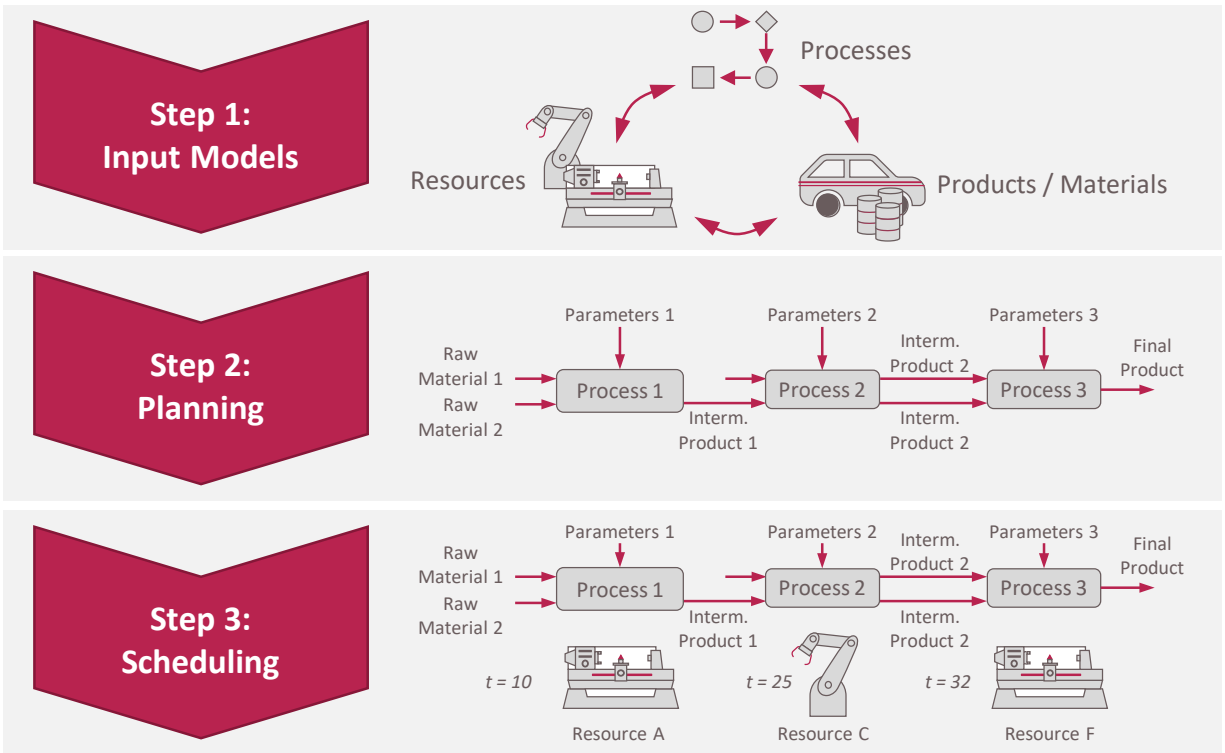 Step 1:
Input Models
Processes
Resources
Products / Materials
Step 2:
Planning
Parameters 1
Parameters 2
Parameters 3
Raw
Material 1
Raw
Material 2
Process 1
Interm.
Product 1
Process 2
Interm.
Product 2
Interm.
Product 2
Process 3
Final
Product
Step 3:
Scheduling
Parameters 1
Parameters 2
Parameters 3
Raw
Material 1
Raw
Material 2
Process 1
Interm.
Product 1
Process 2
Interm.
Product 2
Interm.
Product 2
Process 3
Final
Product
t = 10
t = 25
t = 32
Resource A
Resource C
Resource F